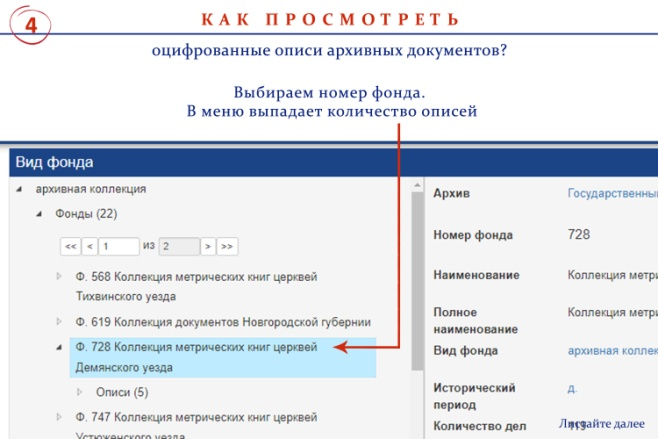 4
КАК ПРОСМОТРЕТЬ
оцифрованные описи архивных документов?
Выбираем номер фонда.
В меню выпадает количество описей
Вид фонда
архивная коллекция
Фонды (22)
<< < 1 из 2 > >>
Ф. 568 Коллекция метрических книг церквей
Тихвинского уезда
Ф. 619 Коллекция документов Новгородской губернии
Ф. 728 Коллекция метрических книг церквей
Демянского уезда
Описи (5)
Ф. 747 Коллекция метрических книг церквей
Устюженского уезда
Архив Государственны
Номер фонда 728
Наименование Коллекция метри
Полное Коллекция метри
наименование
Вид фонда архивная коллек
Исторический д.
период
Количество дел
Листайте далее